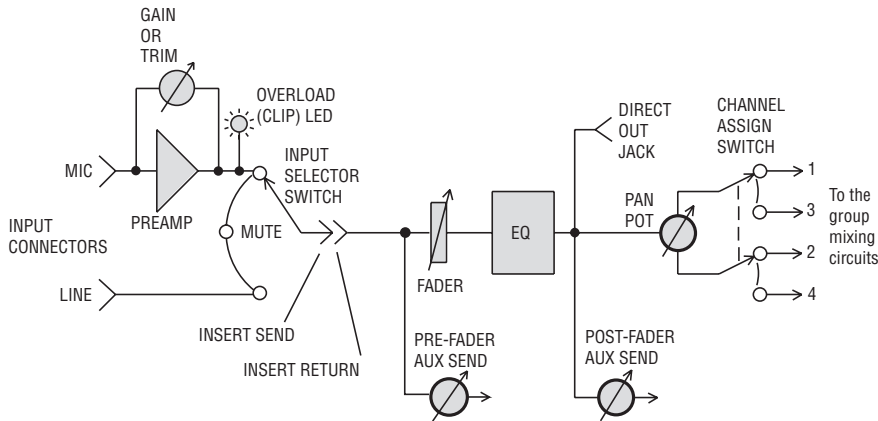 GAIN
OR
TRIM
OVERLOAD
(CLIP) LED
MIC
PREAMP
INPUT
SELECTOR
SWITCH
MUTE
INPUT
CONNECTORS
LINE
INSERT SEND
INSERT RETURN
FADER
PRE-FADER
AUX SEND
EQ
DIRECT
OUT
JACK
POST-FADER
AUX SEND
PAN
POT
CHANNEL
ASSIGN
SWITCH
1
3
2
4
To the
group
mixing
circuits